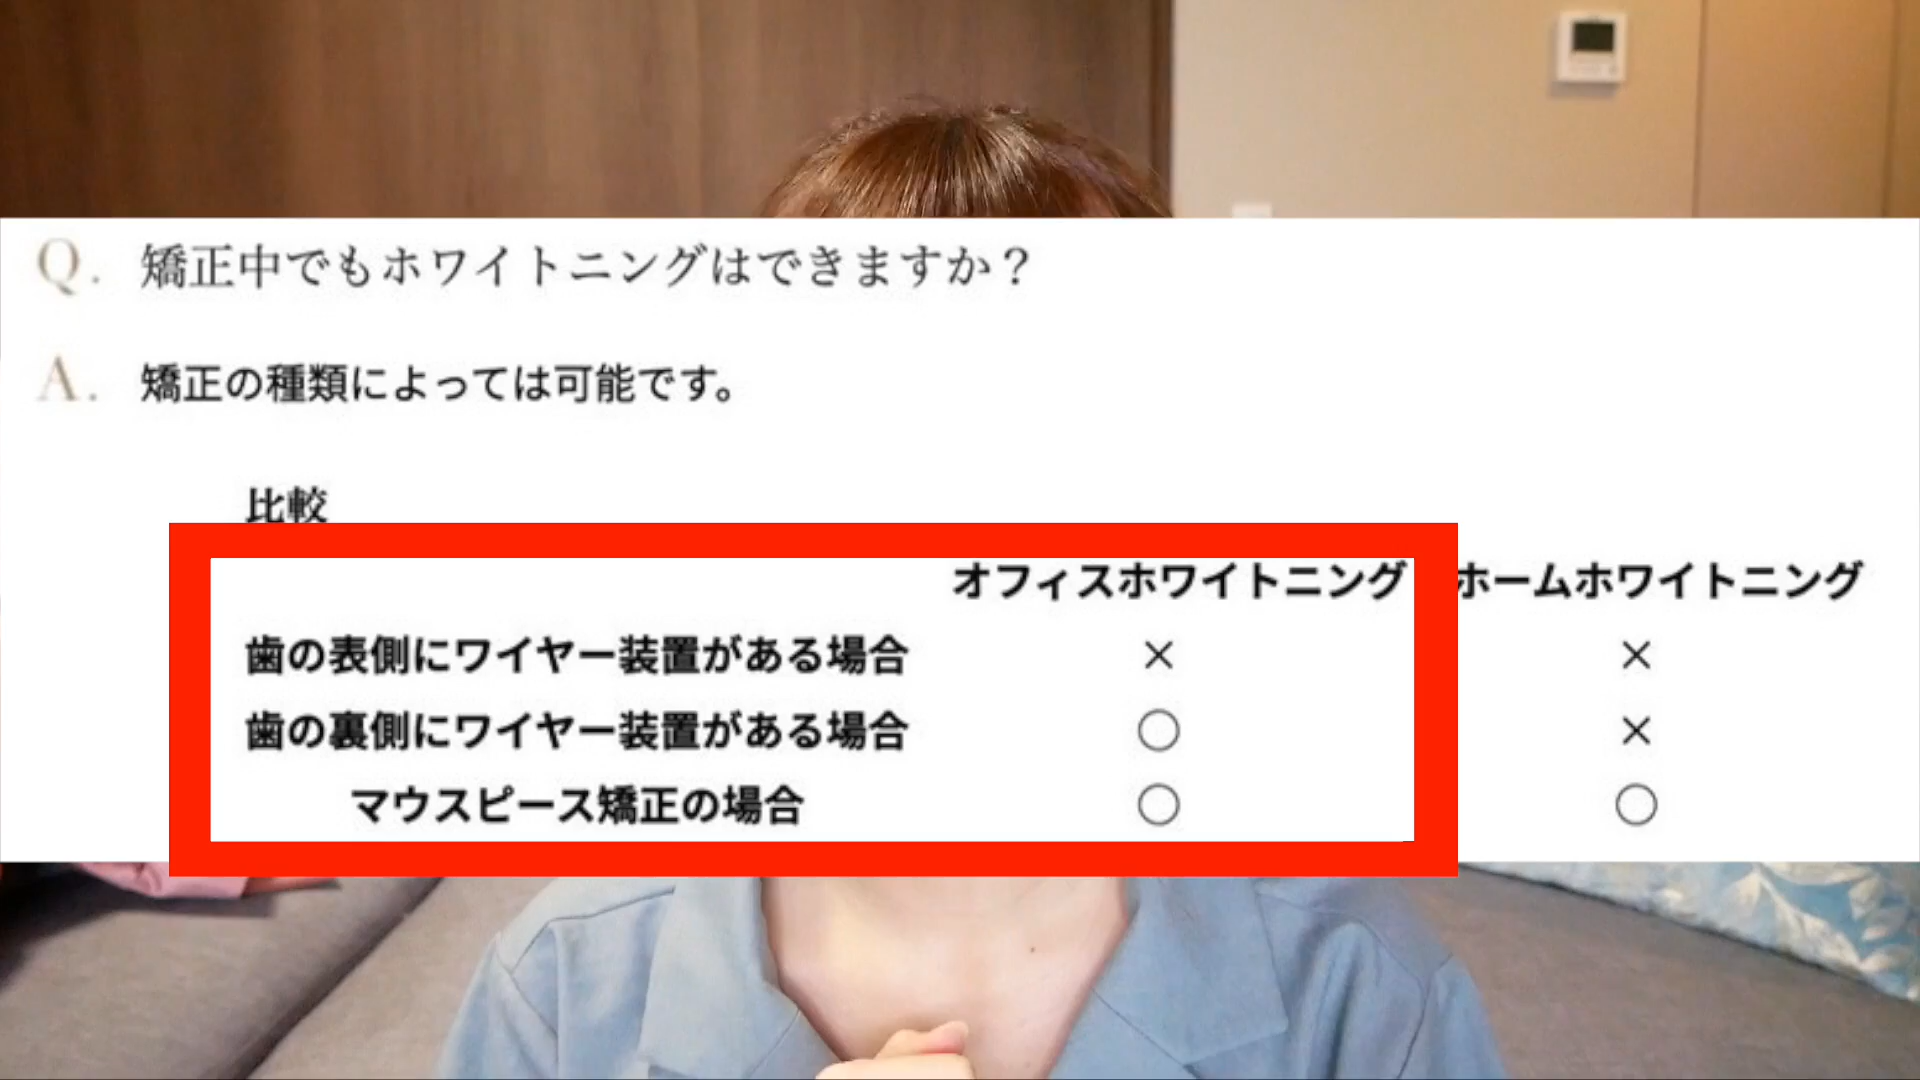 Q. 矯正中でもホワイトニングはできますか？
A. 矯正の種類によっては可能です。
比較
オフィスホワイトニング ホームホワイトニング
歯の表側にワイヤー装置がある場合 × ×
歯の裏側にワイヤー装置がある場合 ○ ×
マウスピース矯正の場合 ○ ○